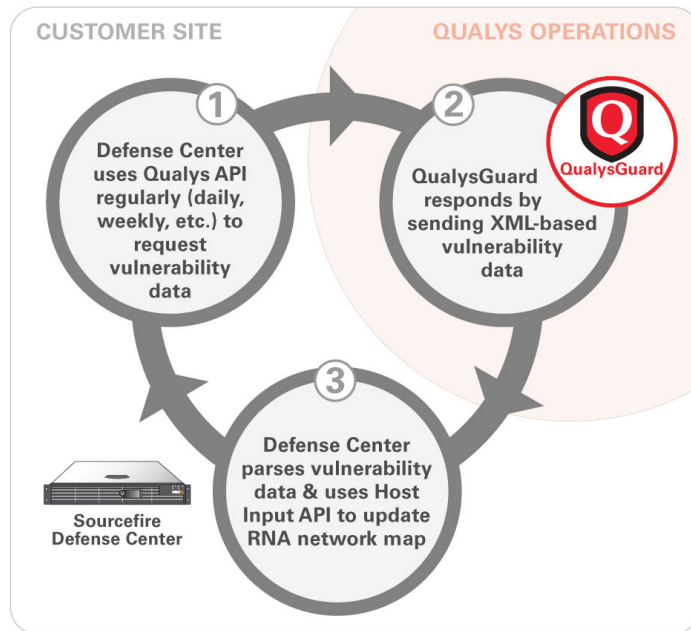 CUSTOMER SITE
QUALYS OPERATIONS
1
Defense Center
uses Qualys API
regularly (daily,
weekly, etc.) to
request
vulnerability
data
2
Q
QualysGuard
QualysGuard
responds by
sending XML-based
vulnerability
data
3
Defense Center
parses vulnerability
data & uses Host
Input API to update
RNA network map
Sourcefire
Defense Center